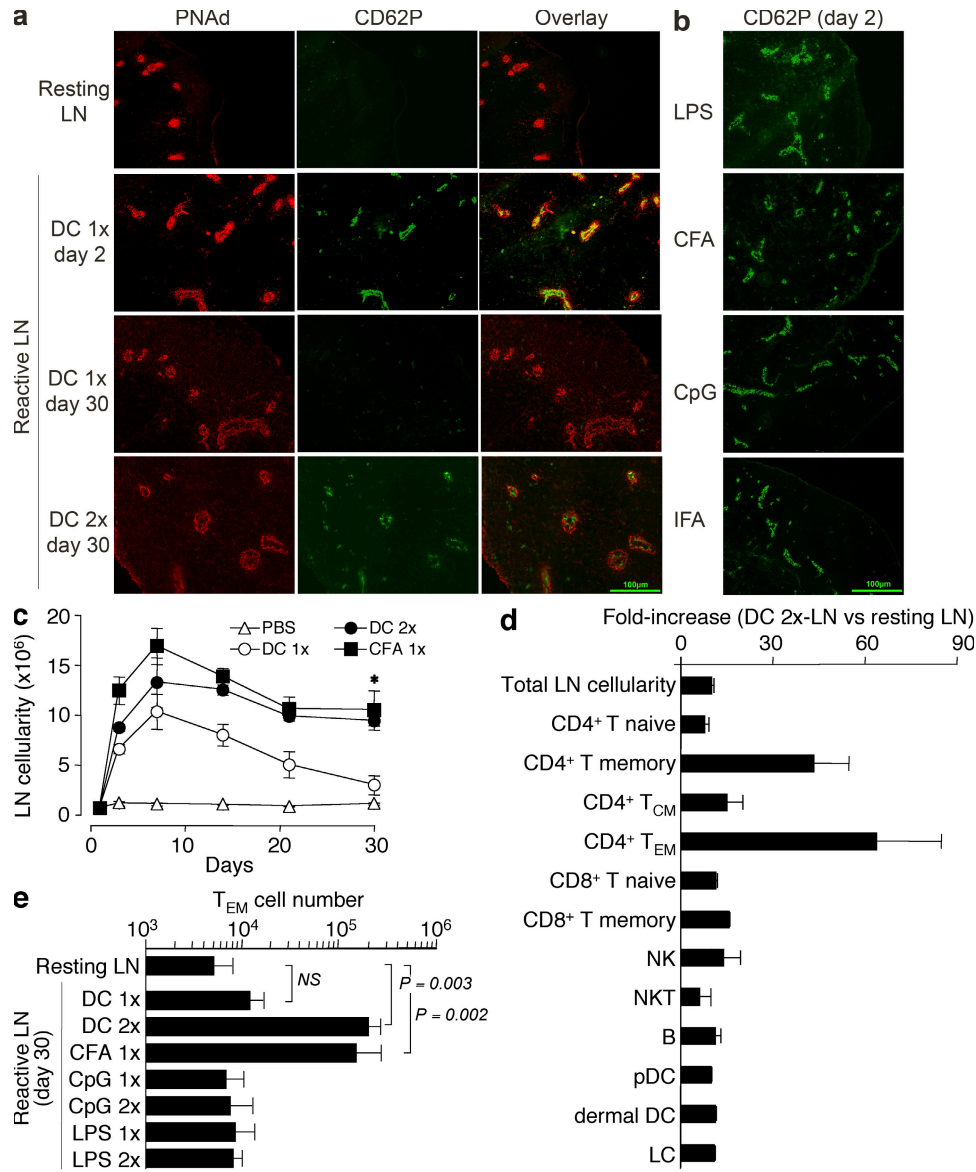 a
PNAd
CD62P
Overlay
b
CD62P (day 2)
Resting
LN
Reactive LN
DC 1x
day 2
DC 1x
day 30
DC 2x
day 30
100µm
LPS
CFA
CpG
IFA
100µm
c
LN cellularity (x10⁶)
20
15
10
5
0
PBS
DC 1x
DC 2x
CFA 1x
*
0
10
20
30
Days
d
Fold-increase (DC 2x-LN vs resting LN)
0
30
60
90
Total LN cellularity
CD4⁺ T naive
CD4⁺ T memory
CD4⁺ T_CM
CD4⁺ T_EM
CD8⁺ T naive
CD8⁺ T memory
NK
NKT
B
pDC
dermal DC
LC
e
T_EM cell number
10³
10⁴
10⁵
10⁶
Resting LN
Reactive LN
(day 30)
DC 1x
DC 2x
CFA 1x
CpG 1x
CpG 2x
LPS 1x
LPS 2x
NS
P = 0.003
P = 0.002